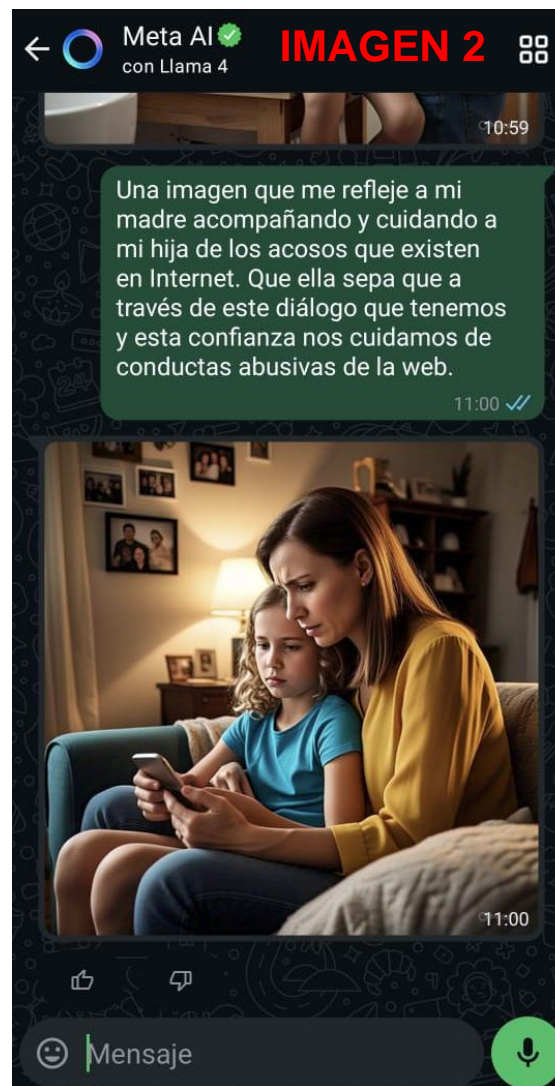 Meta AI
IMAGEN 2
con Llama 4
10:59
Una imagen que me refleje a mi
madre acompañando y cuidando a
mi hija de los acosos que existen
en Internet. Que ella sepa que a
través de este diálogo que tenemos
y esta confianza nos cuidamos de
conductas abusivas de la web.
11:00
11:00
Mensaje